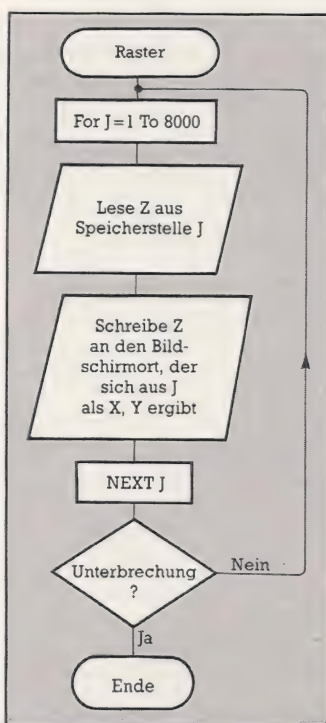 Raster
For J=1 To 8000
Lese Z aus
Speicherstelle J
Schreibe Z
an den Bild-
schirmort, der
sich aus J
als X, Y ergibt
NEXT J
Unterbrechung
?
Nein
Ja
Ende